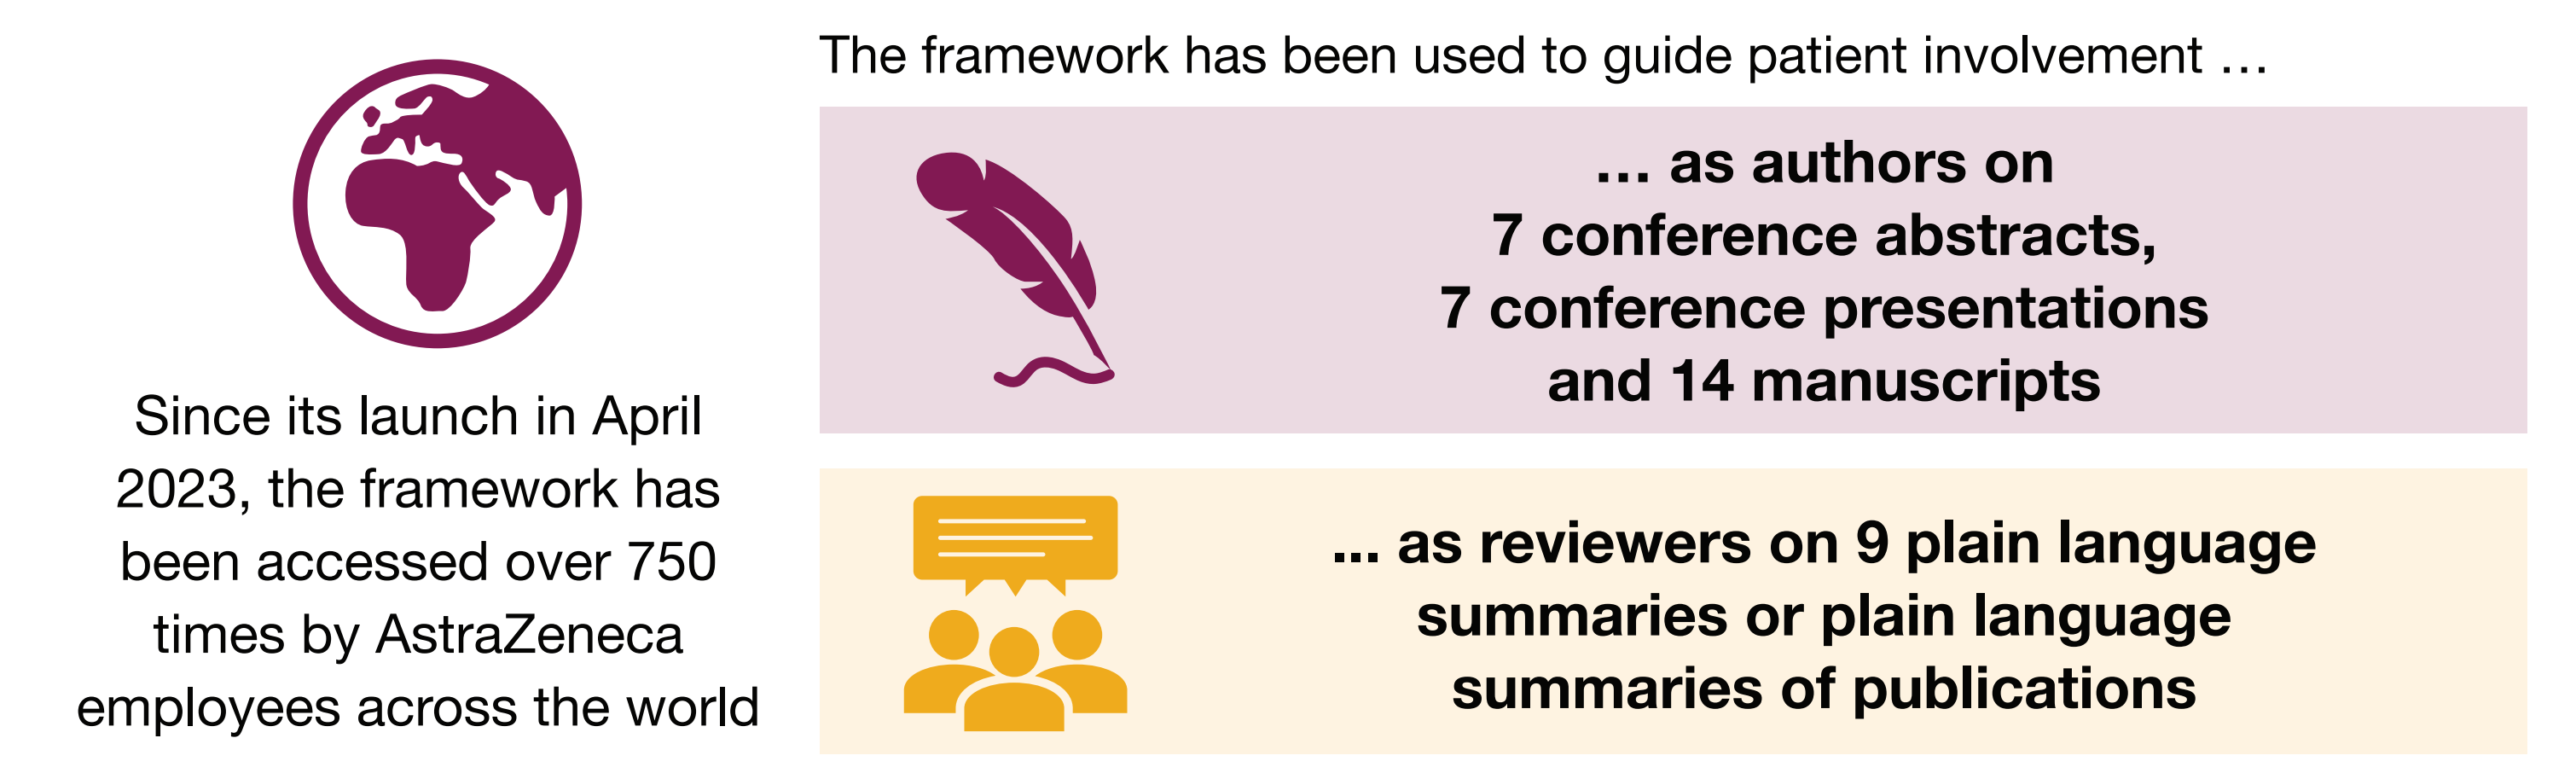 Since its launch in April
2023, the framework has
been accessed over 750
times by AstraZeneca
employees across the world
The framework has been used to guide patient involvement …
… as authors on
7 conference abstracts,
7 conference presentations
and 14 manuscripts
... as reviewers on 9 plain language
summaries or plain language
summaries of publications